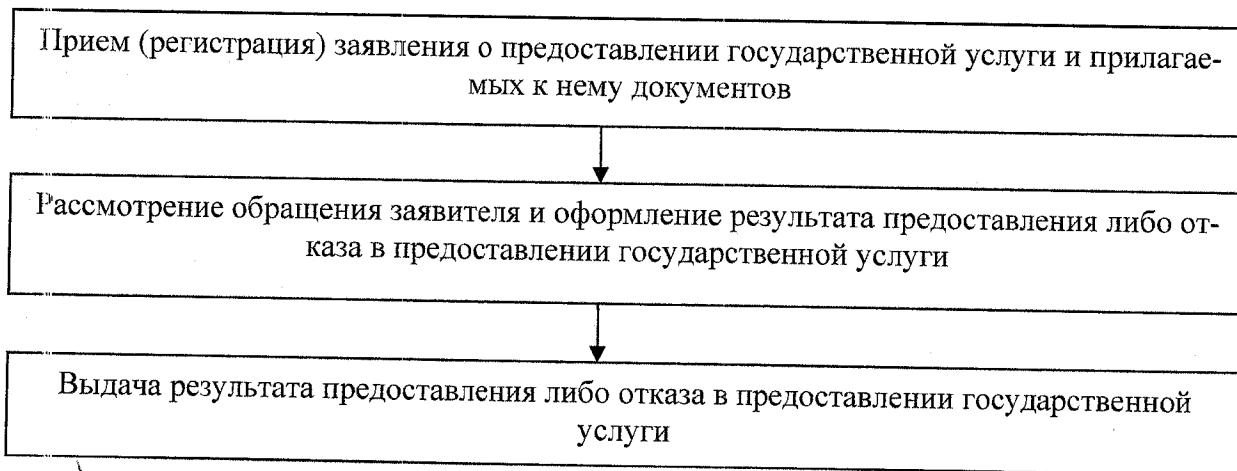 Прием (регистрация) заявления о предоставлении государственной услуги и прилагае-
мых к нему документов
Рассмотрение обращения заявителя и оформление результата предоставления либо от-
каза в предоставлении государственной услуги
Выдача результата предоставления либо отказа в предоставлении государственной
услуги